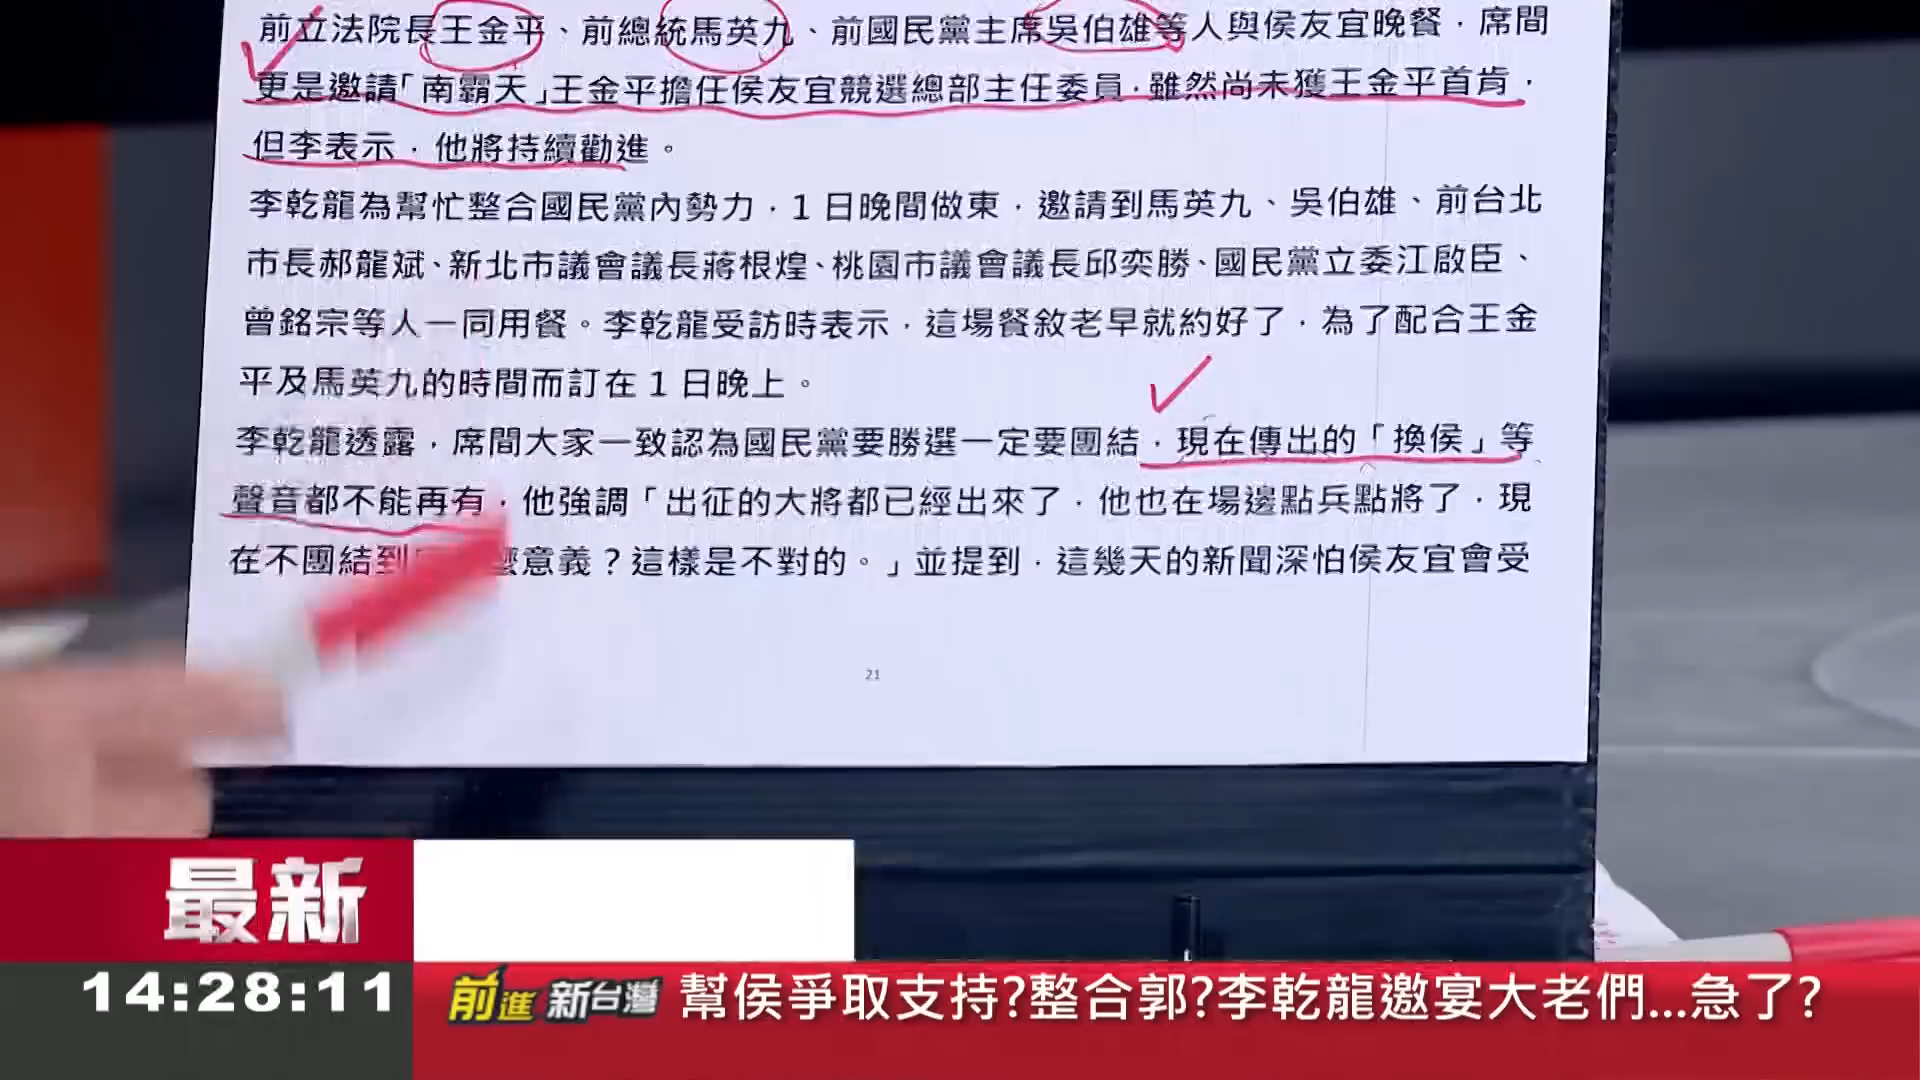 前立法院長王金平、前總統馬英九、前國民黨主席吳伯雄等人與侯友宜晚餐，席間
更是邀請「南霸天」王金平擔任侯友宜競選總部主任委員，雖然尚未獲王金平首肯，
但李表示，他將持續勸進。
李乾龍為幫忙整合國民黨內勢力，1 日晚間做東，邀請到馬英九、吳伯雄、前台北
市長郝龍斌、新北市議會議長蔣根煌、桃園市議會議長邱奕勝、國民黨立委江啟臣、
曾銘宗等人一同用餐。李乾龍受訪時表示，這場餐敘老早就約好了，為了配合王金
平及馬英九的時間而訂在 1 日晚上。
李乾龍透露，席間大家一致認為國民黨要勝選一定要團結，現在傳出的「換侯」等
聲音都不能再有，他強調「出征的大將都已經出來了，他也在場邊點兵點將了，現
在不團結到 意義？這樣是不對的。」並提到，這幾天的新聞深怕侯友宜會受
21
最新
14:28:11
前進新台灣 幫侯爭取支持?整合郭?李乾龍邀宴大老們...急了?